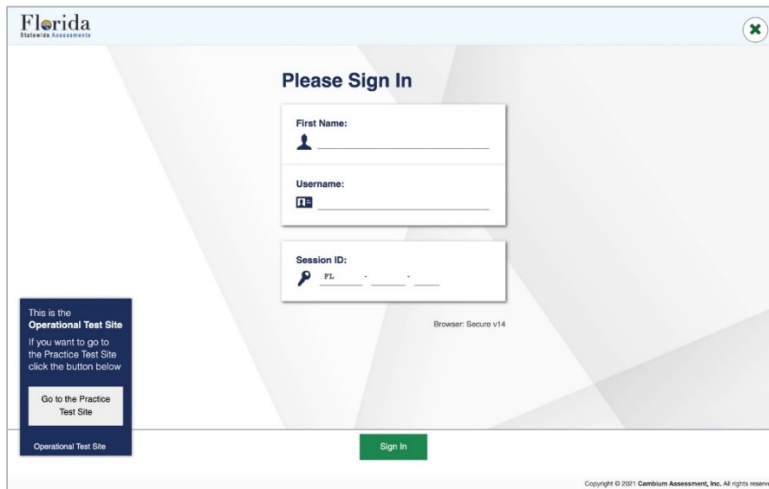 Florida
Statewide Assessments
Please Sign In
First Name:
Username:
Session ID:
FL - -
Browser: Secure v14
This is the
Operational Test Site
If you want to go to
the Practice Test Site
click the button below
Go to the Practice
Test Site
Operational Test Site
Sign In
Copyright © 2021 Cambium Assessment, Inc. All rights reserve